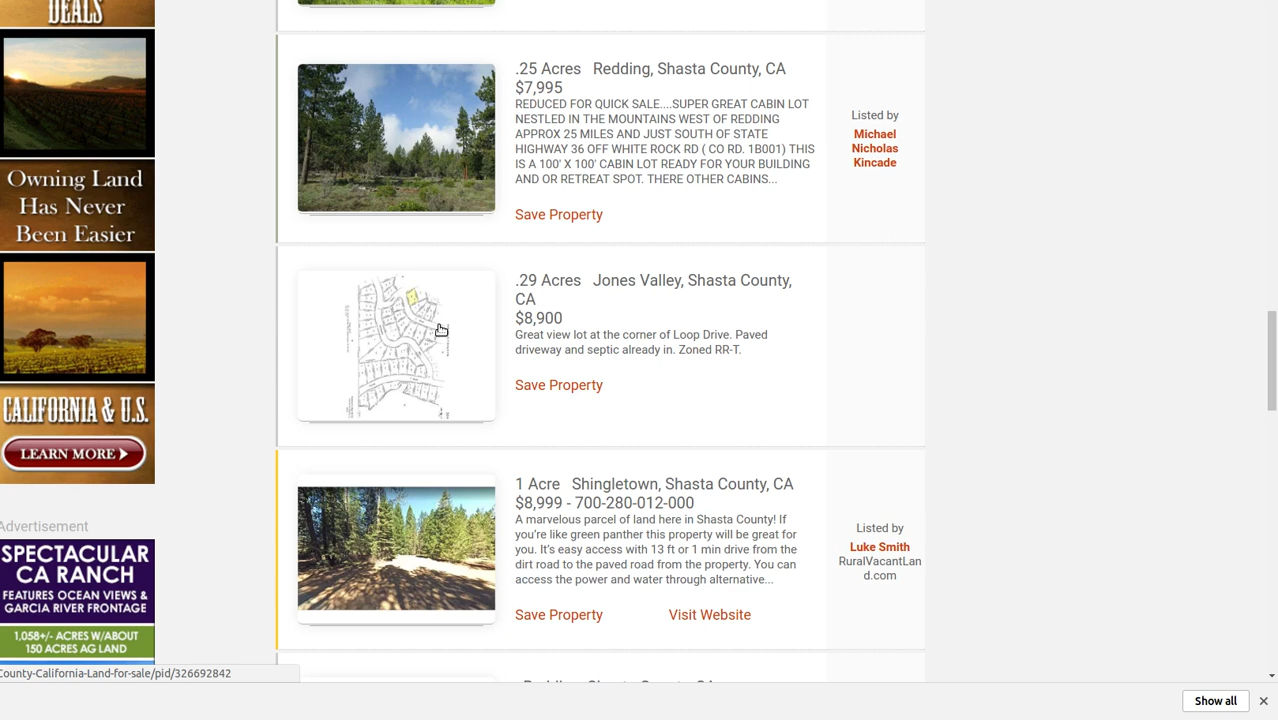 DEALS
Owning Land
Has Never
Been Easier
CALIFORNIA & U.S.
LEARN MORE
Advertisement
SPECTACULAR
CA RANCH
FEATURES OCEAN VIEWS &
GARCIA RIVER FRONTAGE
1,058+/- ACRES W/ABOUT
150 ACRES AG LAND
.25 Acres Redding, Shasta County, CA
$7,995
REDUCED FOR QUICK SALE....SUPER GREAT CABIN LOT
NESTLED IN THE MOUNTAINS WEST OF REDDING
APPROX 25 MILES AND JUST SOUTH OF STATE
HIGHWAY 36 OFF WHITE ROCK RD ( CO RD. 1B001) THIS
IS A 100' X 100' CABIN LOT READY FOR YOUR BUILDING
AND OR RETREAT SPOT. THERE OTHER CABINS...
Save Property
Listed by
Michael
Nicholas
Kincade
.29 Acres Jones Valley, Shasta County,
CA
$8,900
Great view lot at the corner of Loop Drive. Paved
driveway and septic already in. Zoned RR-T.
Save Property
1 Acre Shingletown, Shasta County, CA
$8,999 - 700-280-012-000
A marvelous parcel of land here in Shasta County! If
you're like green panther this property will be great for
you. It's easy access with 13 ft or 1 min drive from the
dirt road to the paved road from the property. You can
access the power and water through alternative...
Save Property Visit Website
Listed by
Luke Smith
RuralVacantLan
d.com
County-California-Land-for-sale/pid/326692842
Show all